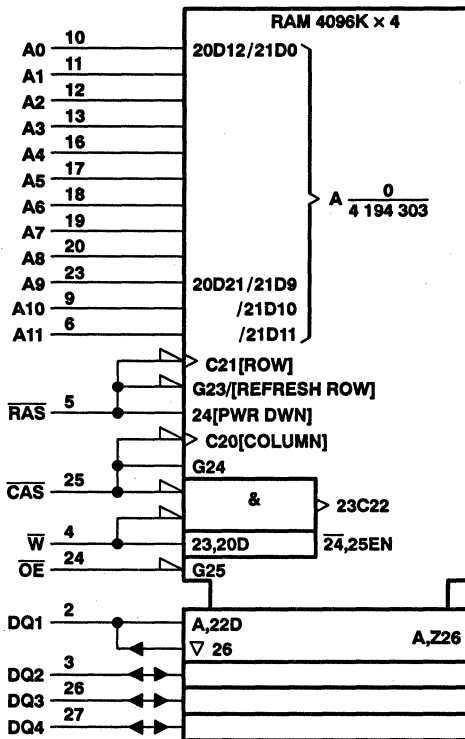 RAM 4096K × 4
A0 10 20D12/21D0
A1 11
A2 12
A3 13
A4 16
A5 17
A6 18
A7 19
A8 20
A9 23 20D21/21D9
A10 9 /21D10
A11 6 /21D11
A 0
4 194 303
C21[ROW]
G23/[REFRESH ROW]
RAS 5 24[PWR DWN]
C20[COLUMN]
G24
CAS 25
&
23C22
W 4 23,20D 24,25EN
OE 24 G25
DQ1 2 A,22D
26 A,Z26
DQ2 3
DQ3 26
DQ4 27